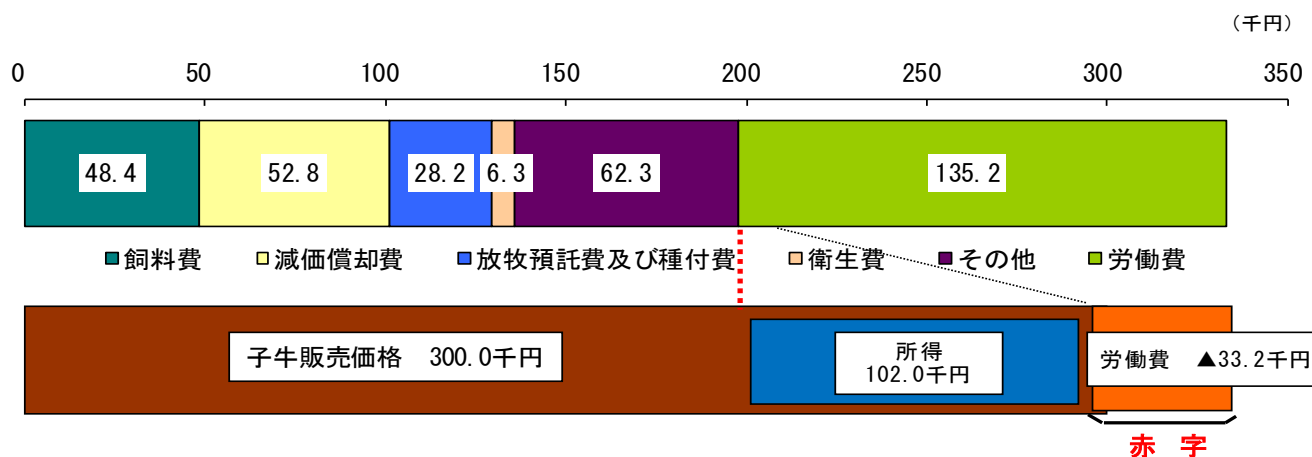 （千円）
0 50 100 150 200 250 300 350
48.4 52.8 28.2 6.3 62.3 135.2
飼料費 減価償却費 放牧預託費及び種付費 衛生費 その他 労働費
子牛販売価格 300.0千円
所得
102.0千円
労働費 ▲33.2千円
赤 字